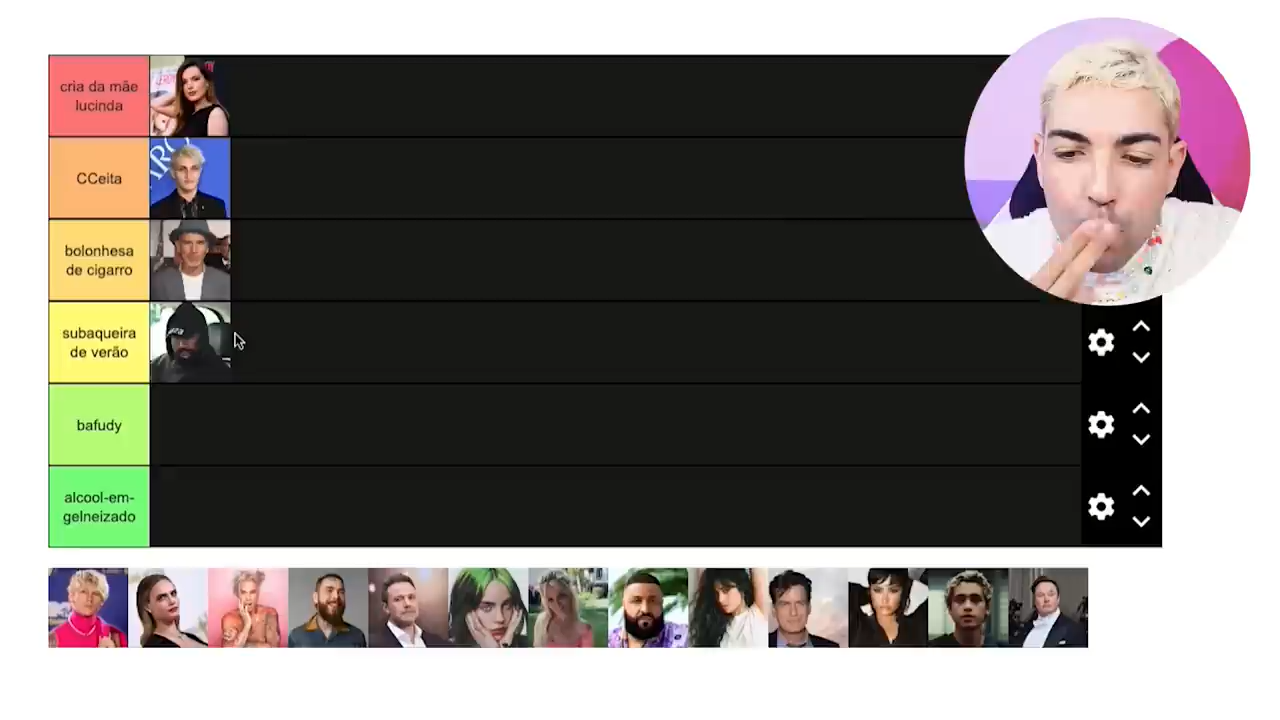 cria da mãe
lucinda
CCeita
bolonhesa
de cigarro
subaqueira
de verão
bafudy
alcool-em-
gelneizado